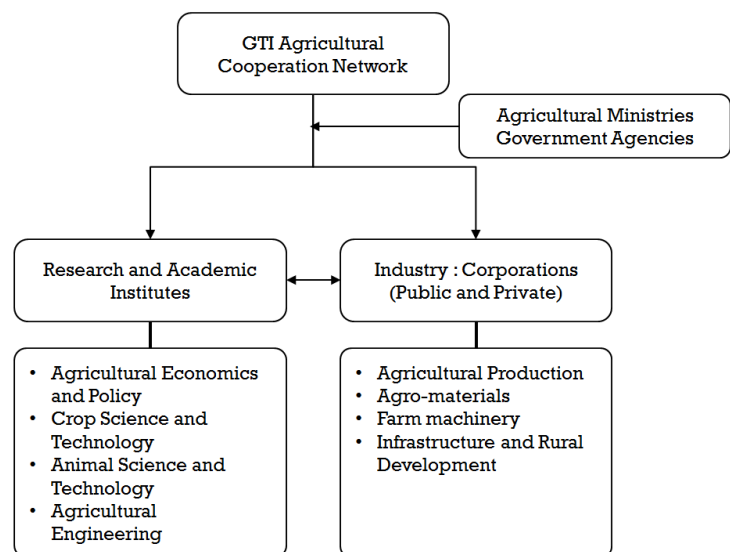 GTI Agricultural
Cooperation Network
Agricultural Ministries
Government Agencies
Research and Academic
Institutes
Industry : Corporations
(Public and Private)
• Agricultural Economics
and Policy
• Crop Science and
Technology
• Animal Science and
Technology
• Agricultural
Engineering
• Agricultural Production
• Agro-materials
• Farm machinery
• Infrastructure and Rural
Development